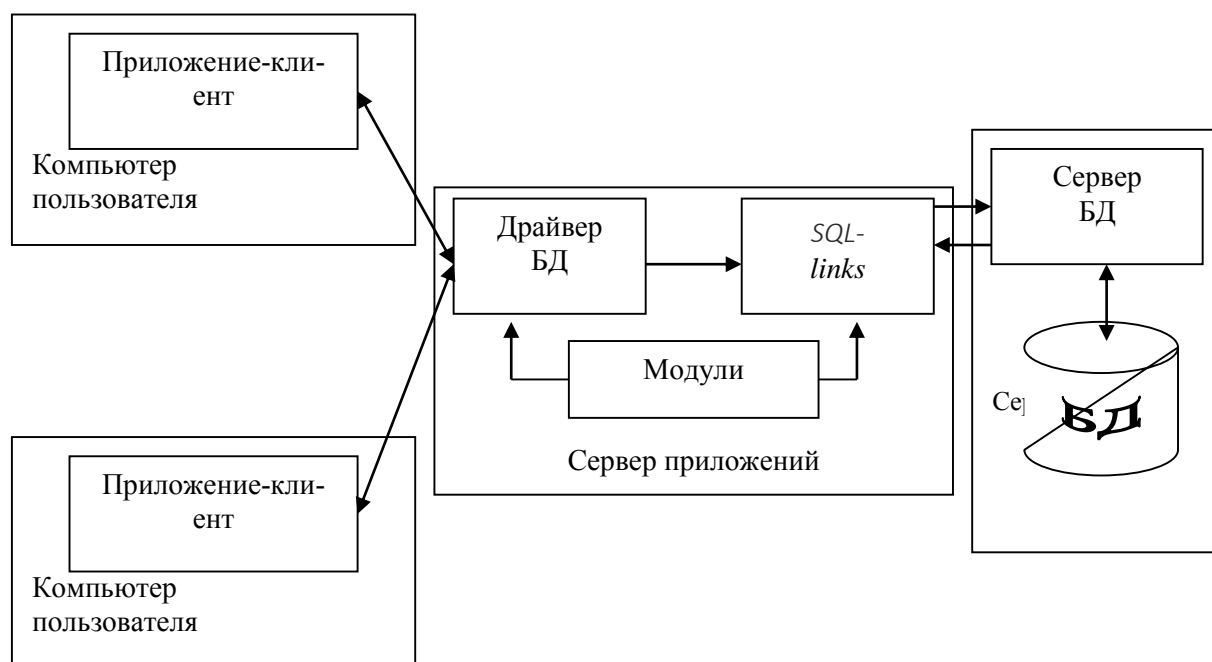 Приложение-кли-
ент
Компьютер
пользователя
Драйвер
БД
SQL-
links
Модули
Сервер приложений
Сервер
БД
БД
Приложение-кли-
ент
Компьютер
пользователя